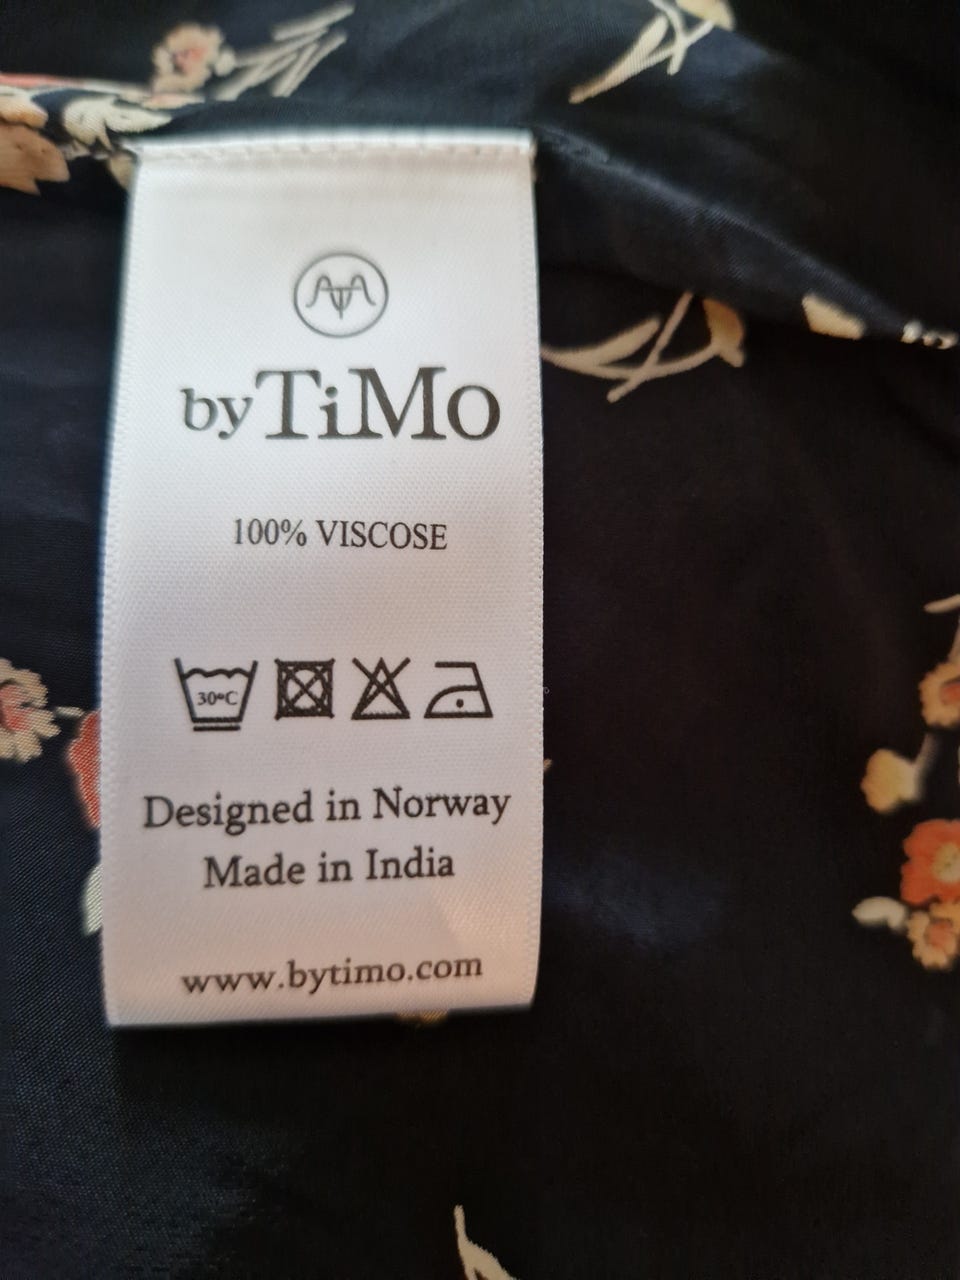 byTiMo
100% VISCOSE
30°C
Designed in Norway
Made in India
www.bytimo.com